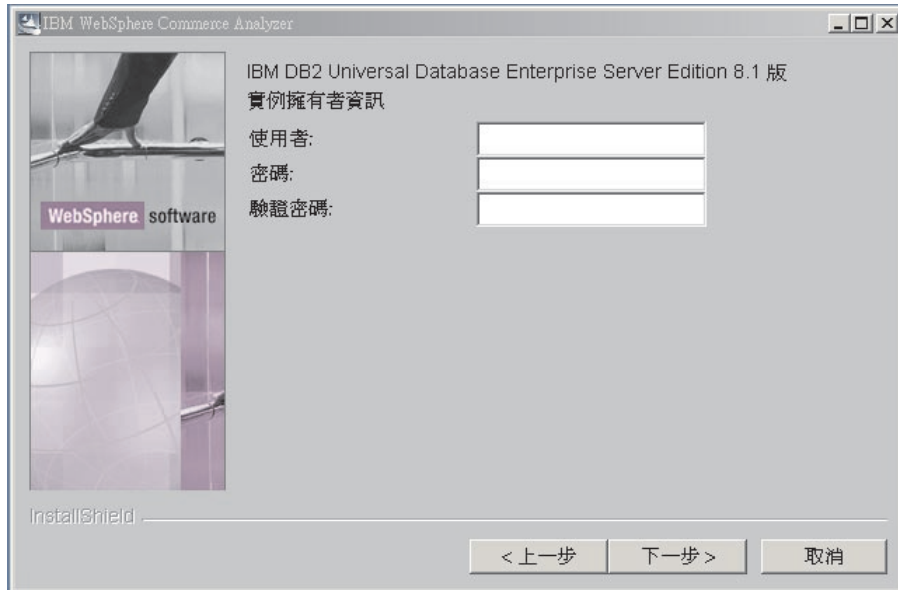 IBM WebSphere Commerce Analyzer
IBM DB2 Universal Database Enterprise Server Edition 8.1 版
實例擁有者資訊
使用者:
密碼:
驗證密碼:
WebSphere software
InstallShield
<上一步
下一步>
取消